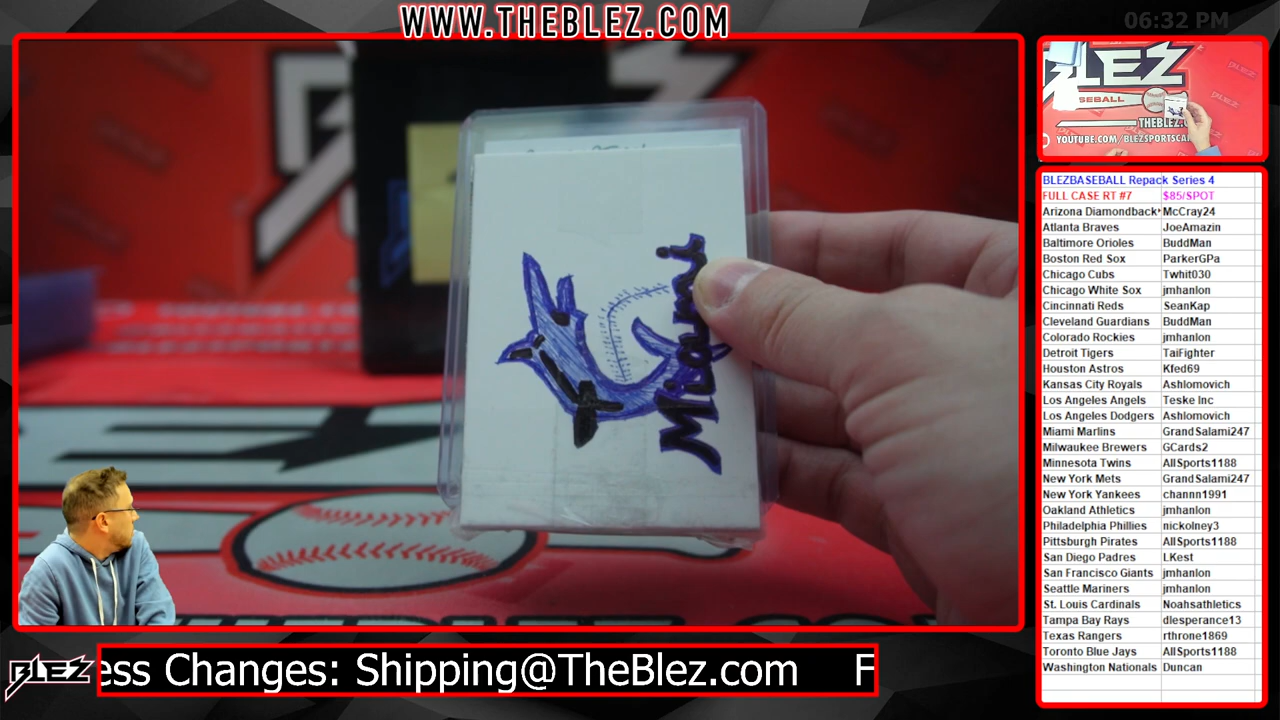 WWW.THEBLEZ.COM
06:32 PM
Miami
BLEZ
SEBALL
THEBLEZ.C
YOUTUBE.COM/BLEZSPORTSCA
BLEZBASEBALL Repack Series 4
FULL CASE RT #7 $85/SPOT
Arizona Diamondback McCray24
Atlanta Braves JoeAmazin
Baltimore Orioles BuddMan
Boston Red Sox ParkerGPa
Chicago Cubs Twhit030
Chicago White Sox jmhanlon
Cincinnati Reds SeanKap
Cleveland Guardians BuddMan
Colorado Rockies jmhanlon
Detroit Tigers TaiFighter
Houston Astros Kfed69
Kansas City Royals Ashlomovich
Los Angeles Angels Teske Inc
Los Angeles Dodgers Ashlomovich
Miami Marlins GrandSalami247
Milwaukee Brewers GCards2
Minnesota Twins AllSports1188
New York Mets GrandSalami247
New York Yankees channn1991
Oakland Athletics jmhanlon
Philadelphia Phillies nickolney3
Pittsburgh Pirates AllSports1188
San Diego Padres LKest
San Francisco Giants jmhanlon
Seattle Mariners jmhanlon
St. Louis Cardinals Noahsathletics
Tampa Bay Rays dlesperance13
Texas Rangers rthrone1869
Toronto Blue Jays AllSports1188
Washington Nationals Duncan
BLEZ
ess Changes: Shipping@TheBlez.com F